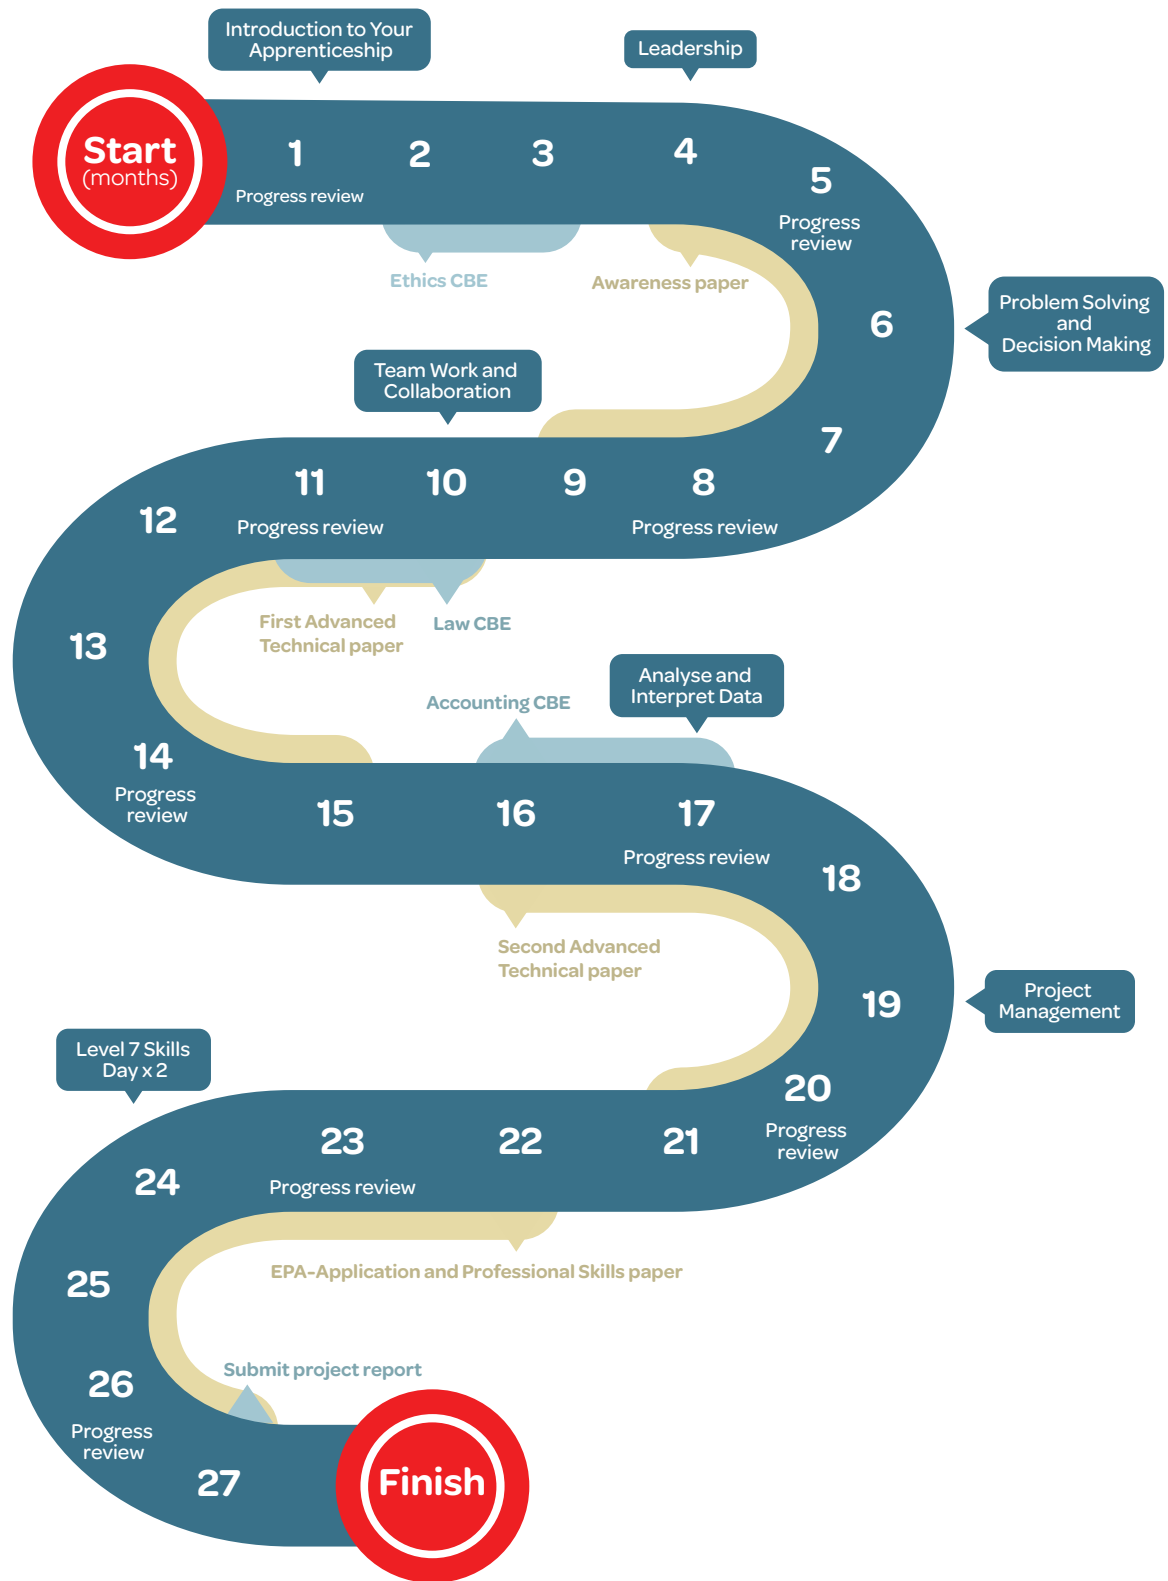 Introduction to Your
Apprenticeship
Leadership
Start
(months)
1
Progress review
2
3
4
5
Progress
review
Ethics CBE
Awareness paper
6
Problem Solving
and
Decision Making
7
Team Work and
Collaboration
8
Progress review
9
10
11
Progress review
12
First Advanced
Technical paper
Law CBE
13
14
Progress
review
Accounting CBE
Analyse and
Interpret Data
15
16
17
Progress review
18
Second Advanced
Technical paper
19
Project
Management
20
Progress
review
Level 7 Skills
Day x 2
21
22
23
Progress review
24
EPA-Application and Professional Skills paper
25
Submit project report
26
Progress
review
27
Finish